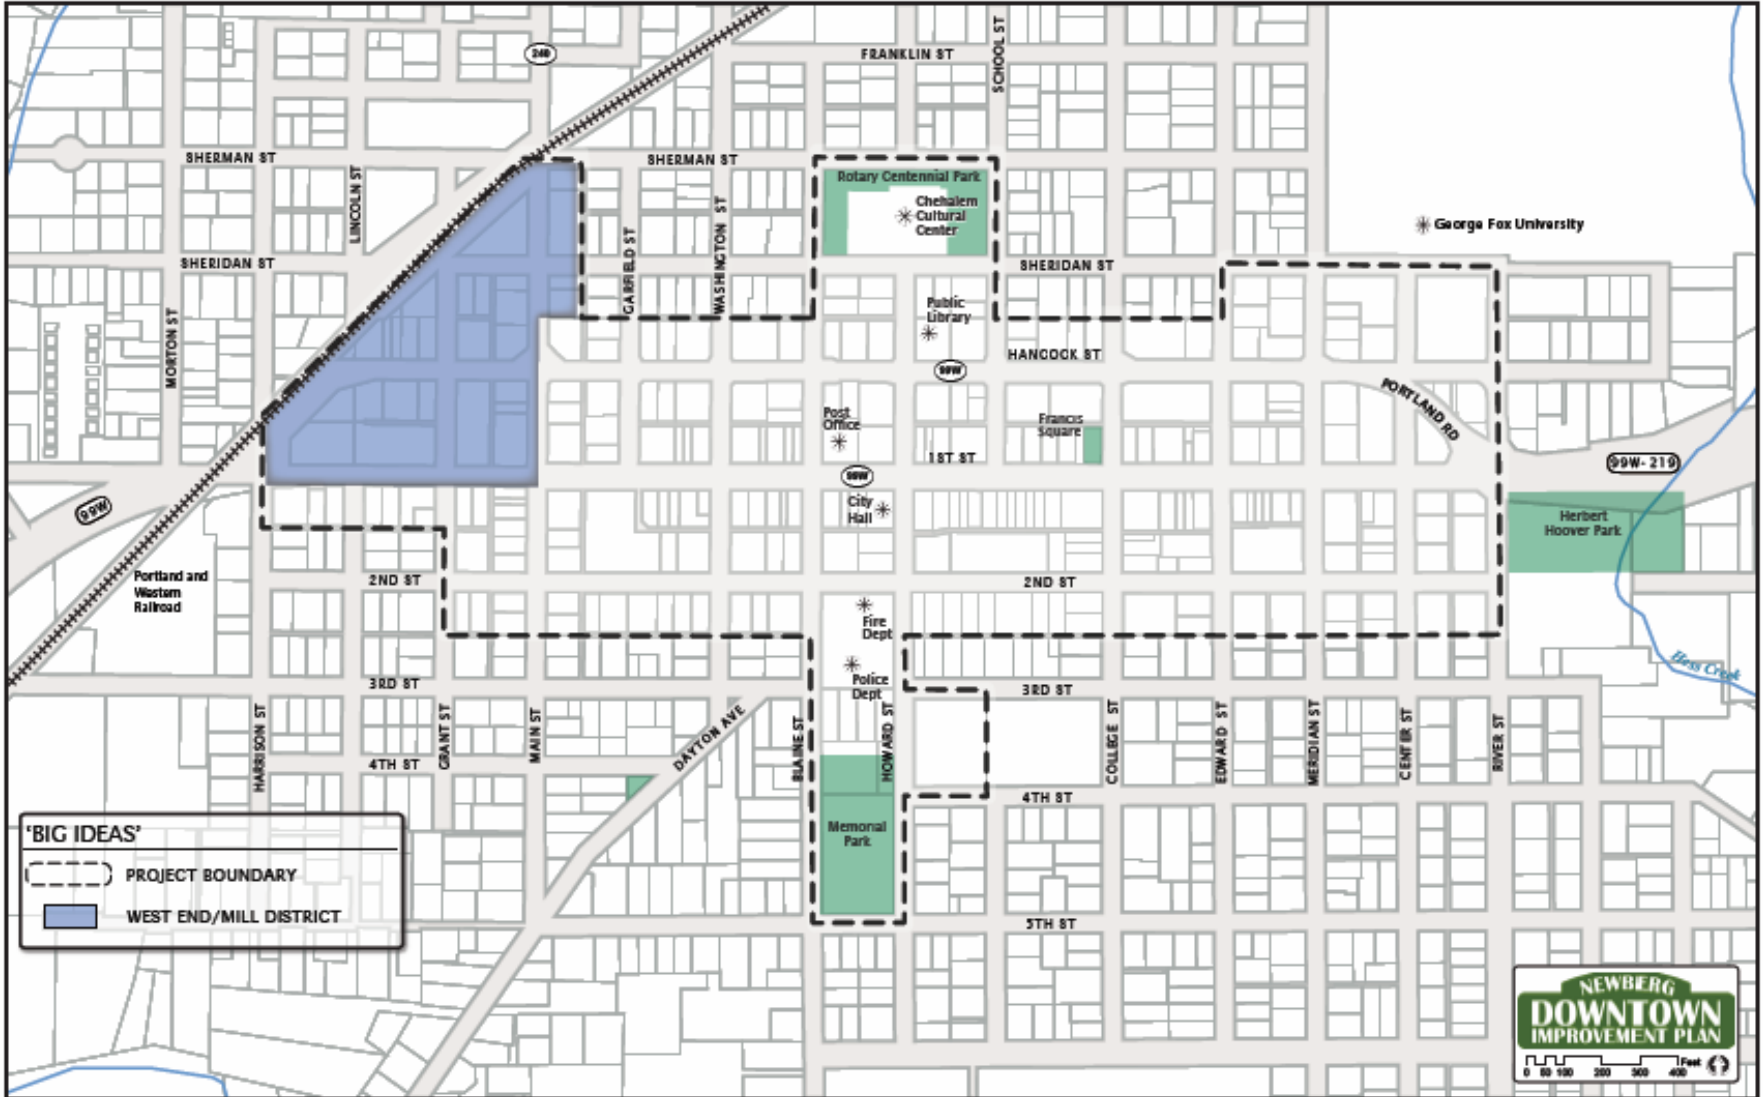 240
FRANKLIN ST
SCHOOL ST
SHERMAN ST
SHERMAN ST
LINCOLN ST
Rotary Centennial Park
Chehalem
Cultural
Center
George Fox University
WASHINGTON ST
GARFIELD ST
SHERIDAN ST
SHERIDAN ST
MORTON ST
Public
Library
HANCOCK ST
99W
PORTLAND RD
Post
Office
Francis
Square
1ST ST
99W
99W-219
City
Hall
99W
Herbert
Hoover Park
Portland and
Western
Railroad
2ND ST
2ND ST
Fire
Dept
Police
Dept
Hess Creek
3RD ST
3RD ST
HARRISON ST
GRANT ST
MAIN ST
DAYTON AVE
BLAINE ST
HOWARD ST
COLLEGE ST
EDWARD ST
MERIDIAN ST
CENTER ST
RIVER ST
4TH ST
4TH ST
Memorial
Park
5TH ST
'BIG IDEAS'
PROJECT BOUNDARY
WEST END/MILL DISTRICT
NEWBERG
DOWNTOWN
IMPROVEMENT PLAN
Feet
0 50 100 200 300 400